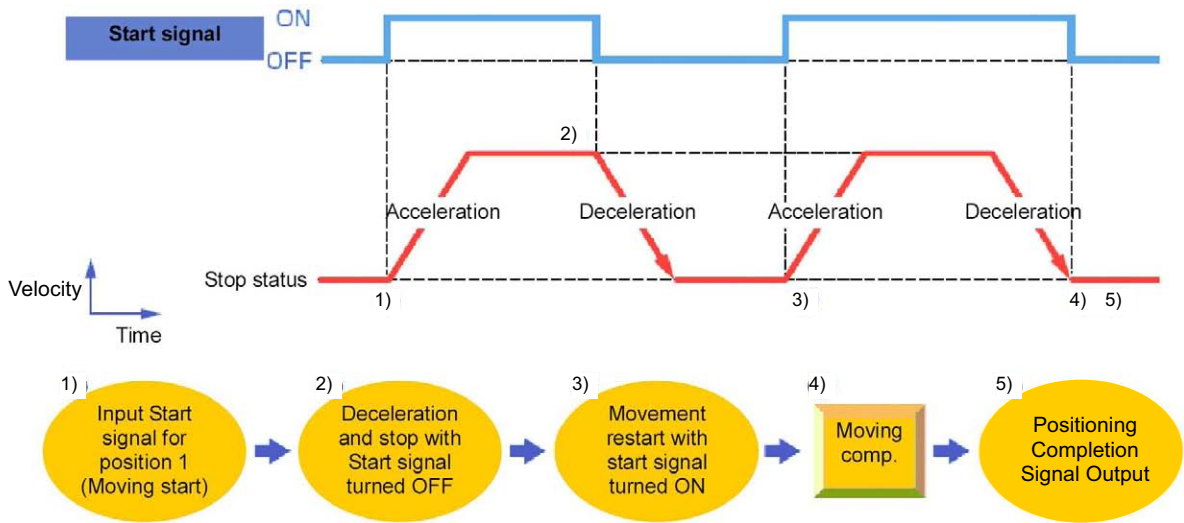 ON
Start signal
OFF
2)
Acceleration
Deceleration
Acceleration
Deceleration
Stop status
Velocity
1)
3)
4)
5)
Time
1)
Input Start
signal for
position 1
(Moving start)
2)
Deceleration
and stop with
Start signal
turned OFF
3)
Movement
restart with
start signal
turned ON
4)
Moving
comp.
5)
Positioning
Completion
Signal Output